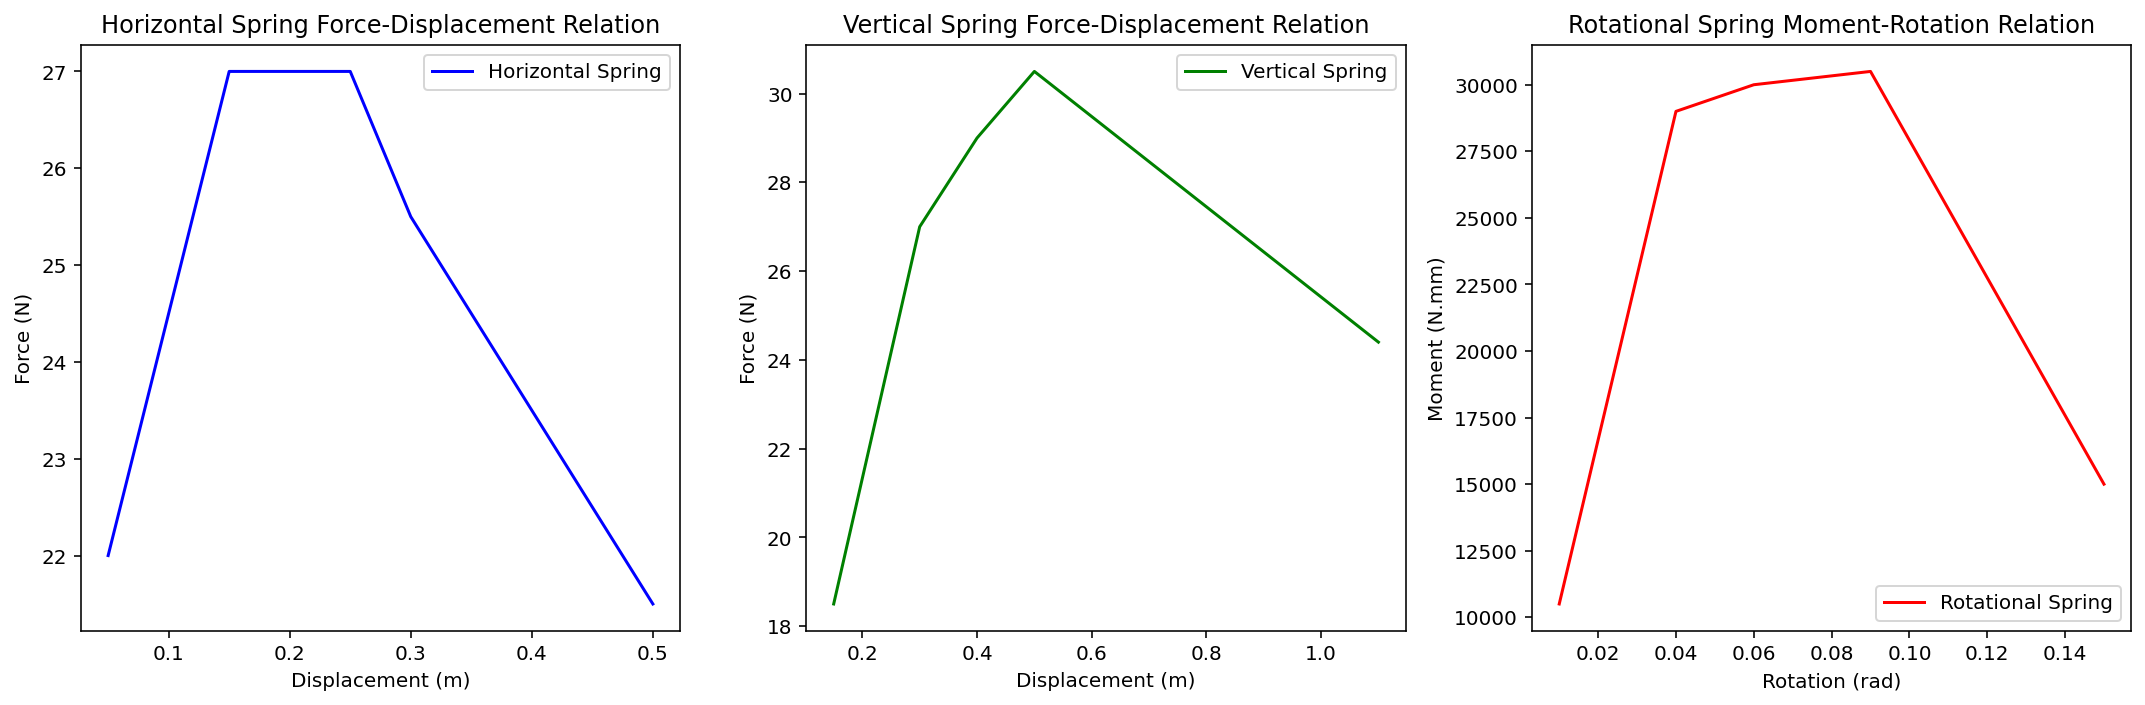 Horizontal Spring Force-Displacement Relation
Force (N)
27
26
25
24
23
22
0.1 0.2 0.3 0.4 0.5
Displacement (m)
Horizontal Spring
Vertical Spring Force-Displacement Relation
Force (N)
30
28
26
24
22
20
18
0.2 0.4 0.6 0.8 1.0
Displacement (m)
Vertical Spring
Rotational Spring Moment-Rotation Relation
Moment (N.mm)
30000
27500
25000
22500
20000
17500
15000
12500
10000
0.02 0.04 0.06 0.08 0.10 0.12 0.14
Rotation (rad)
Rotational Spring